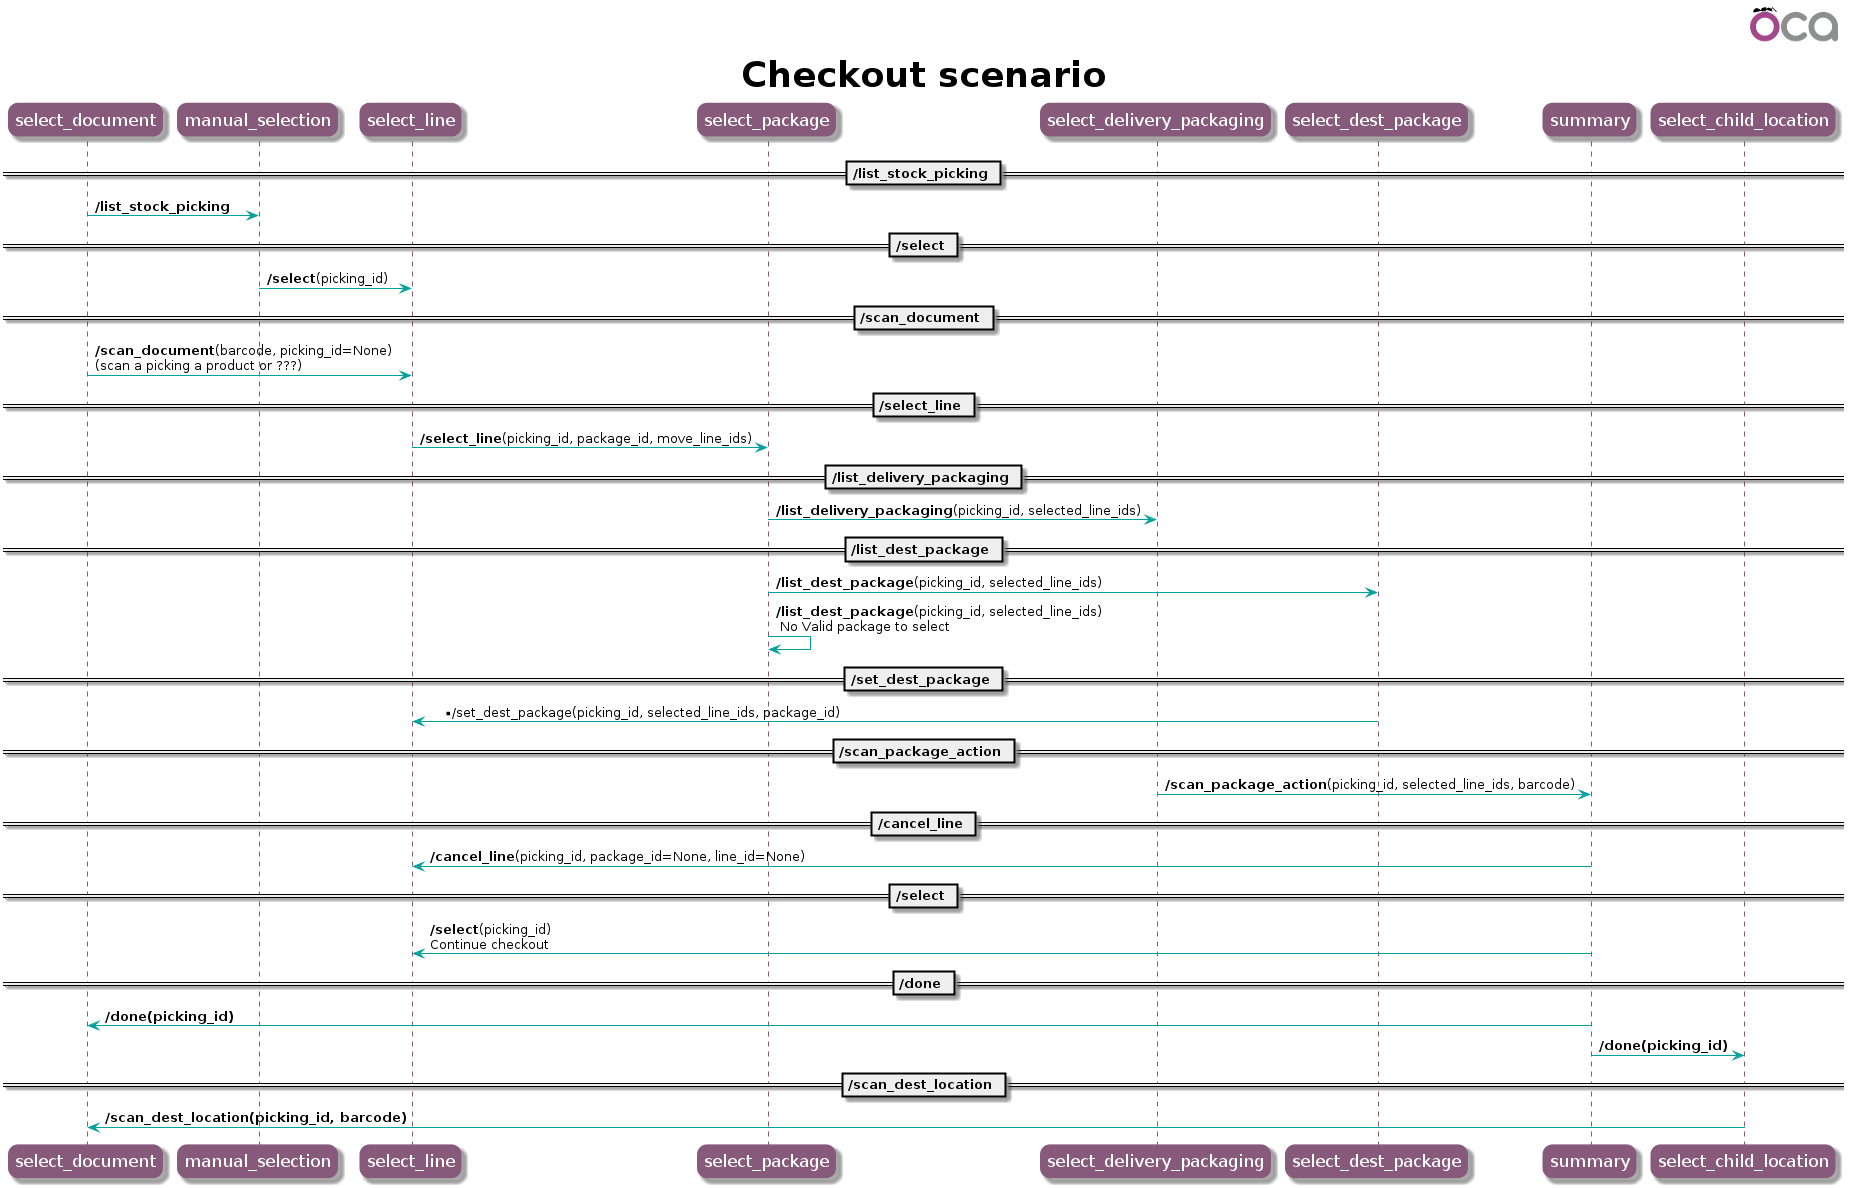 öca
Checkout scenario
select_document manual_selection select_line select_package select_delivery_packaging select_dest_package summary select_child_location
/list_stock_picking
/list_stock_picking
/select
/select(picking_id)
/scan_document
/scan_document(barcode, picking_id=None)
(scan a picking a product or ???)
/select_line
/select_line(picking_id, package_id, move_line_ids)
/list_delivery_packaging
/list_delivery_packaging(picking_id, selected_line_ids)
/list_dest_package
/list_dest_package(picking_id, selected_line_ids)
/list_dest_package(picking_id, selected_line_ids)
No Valid package to select
/set_dest_package
▪/set_dest_package(picking_id, selected_line_ids, package_id)
/scan_package_action
/scan_package_action(picking_id, selected_line_ids, barcode)
/cancel_line
/cancel_line(picking_id, package_id=None, line_id=None)
/select
/select(picking_id)
Continue checkout
/done
/done(picking_id)
/done(picking_id)
/scan_dest_location
/scan_dest_location(picking_id, barcode)
select_document manual_selection select_line select_package select_delivery_packaging select_dest_package summary select_child_location